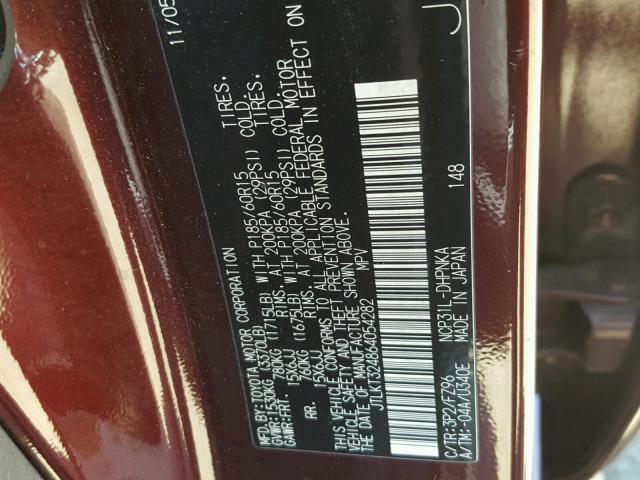 11/05
MFD.BY:TOYOTA MOTOR CORPORATION
GVWR:1530KG(3370LB)
GAWR:FRT. 780KG (1715LB) WITH P185/60R15 TIRES.
15X6JJ RIMS, AT 200KPA (29PSI) COLD.
RR. 760KG (1675LB) WITH P185/60R15 TIRES.
15X6JJ RIMS, AT 200KPA (29PSI) COLD.
THIS VEHICLE CONFORMS TO ALL APPLICABLE FEDERAL MOTOR
VEHICLE SAFETY AND THEFT PREVENTION STANDARDS IN EFFECT ON
THE DATE OF MANUFACTURE SHOWN ABOVE.
JTLKT324864054282 MPV
148
J
C/TR:3P2/FZ96 NCP31L-DHPNKA
A/TM:-04A/U340E MADE IN JAPAN